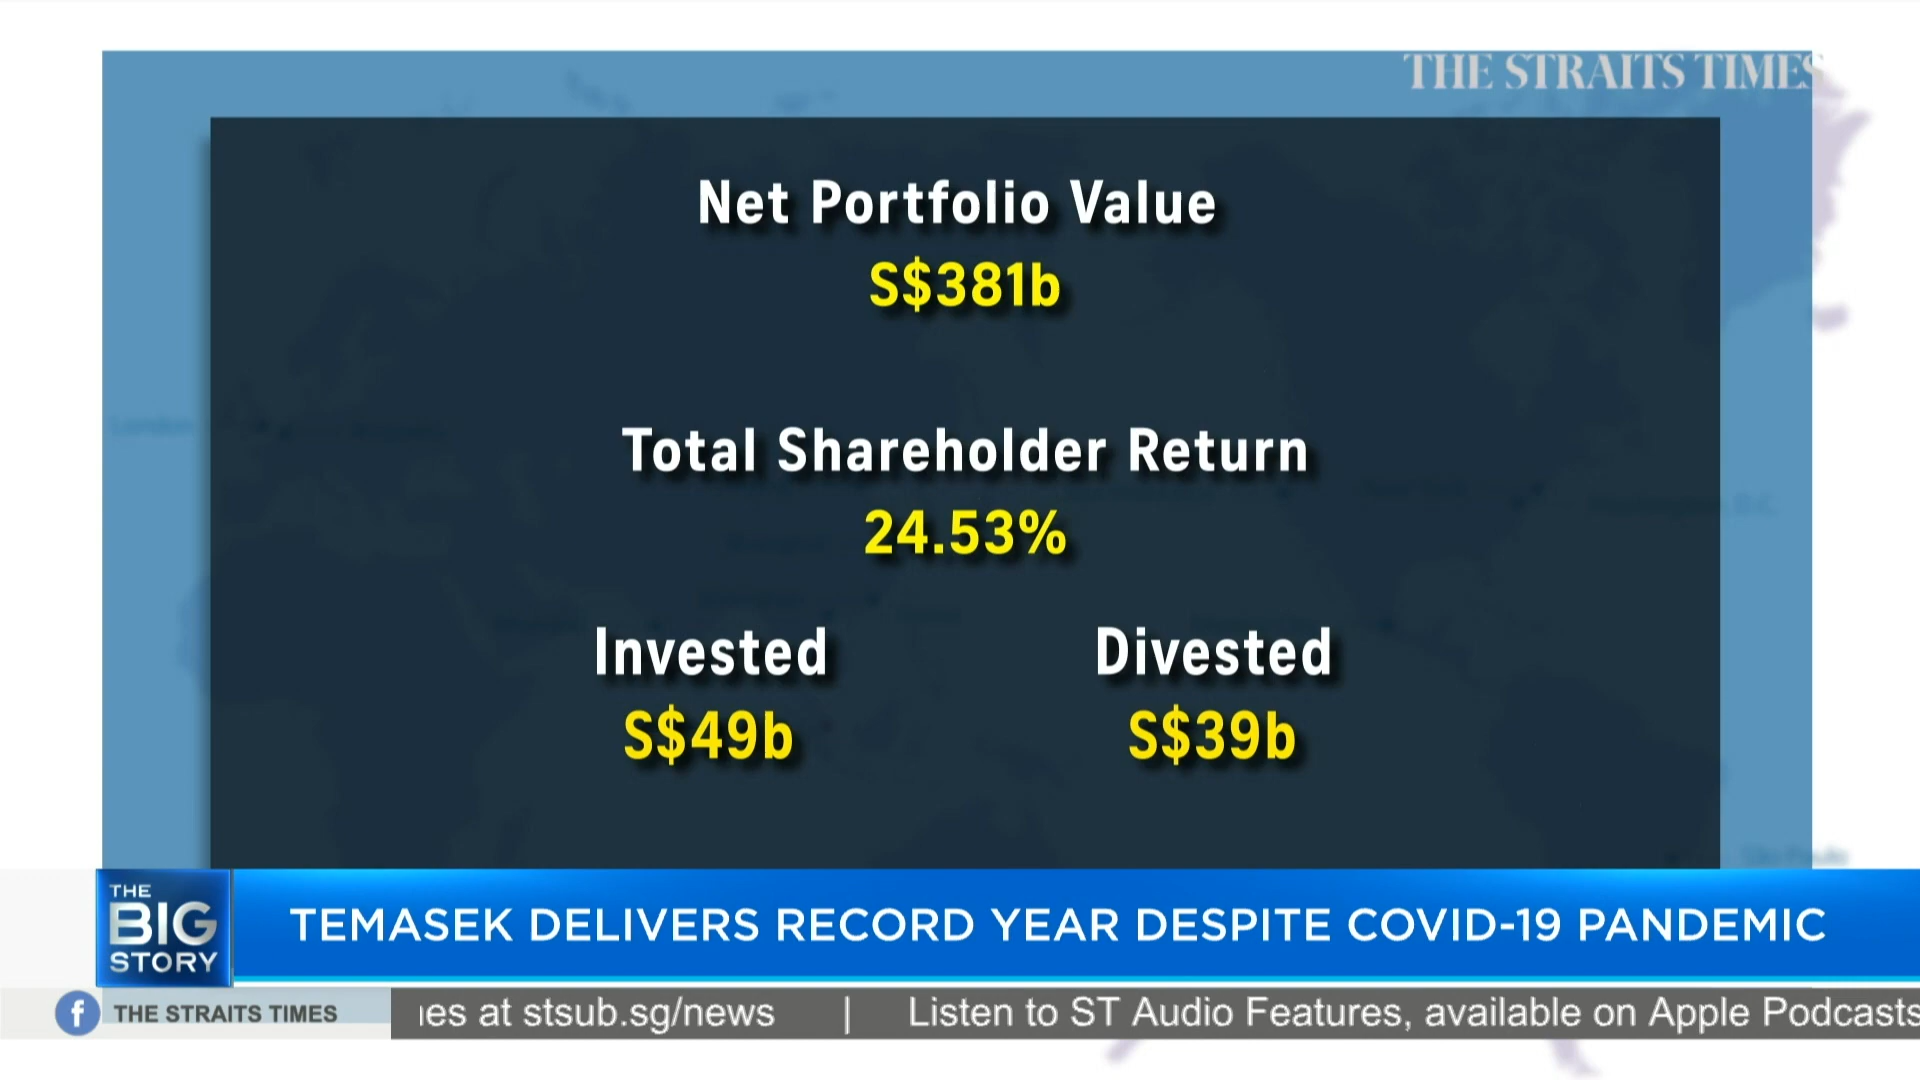 THE STRAITS TIMES
Net Portfolio Value
S$381b
Total Shareholder Return
24.53%
Invested
S$49b
Divested
S$39b
THE
BIG
STORY
TEMASEK DELIVERS RECORD YEAR DESPITE COVID-19 PANDEMIC
f THE STRAITS TIMES
at stsub.sg/news | Listen to ST Audio Features, available on Apple Podcasts